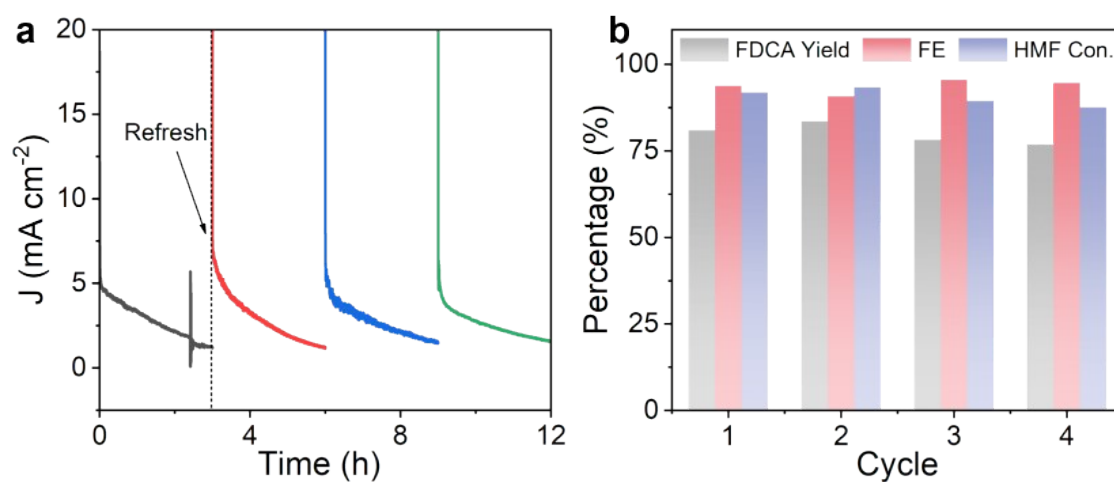 a
20
15
10
5
0
J (mA cm⁻²)
Refresh
0
4
8
12
Time (h)
b
FDCA Yield
FE
HMF Con.
100
75
50
25
0
Percentage (%)
1
2
3
4
Cycle